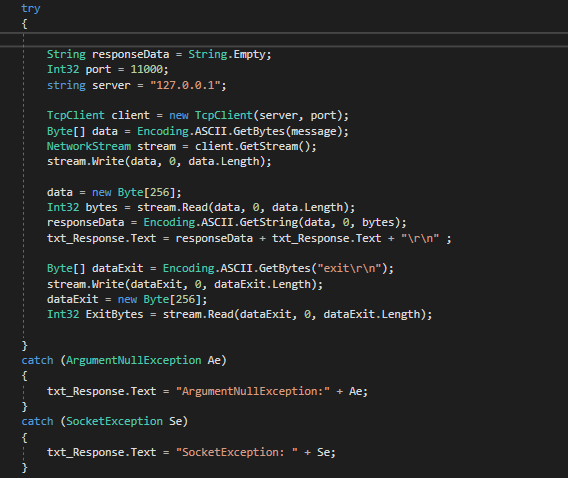 try
{
String responseData = String.Empty;
Int32 port = 11000;
string server = "127.0.0.1";
TcpClient client = new TcpClient(server, port);
Byte[] data = Encoding.ASCII.GetBytes(message);
NetworkStream stream = client.GetStream();
stream.Write(data, 0, data.Length);
data = new Byte[256];
Int32 bytes = stream.Read(data, 0, data.Length);
responseData = Encoding.ASCII.GetString(data, 0, bytes);
txt_Response.Text = responseData + txt_Response.Text + "\r\n" ;
Byte[] dataExit = Encoding.ASCII.GetBytes("exit\r\n");
stream.Write(dataExit, 0, dataExit.Length);
dataExit = new Byte[256];
Int32 ExitBytes = stream.Read(dataExit, 0, dataExit.Length);
}
catch (ArgumentNullException Ae)
{
txt_Response.Text = "ArgumentNullException:" + Ae;
}
catch (SocketException Se)
{
txt_Response.Text = "SocketException: " + Se;
}